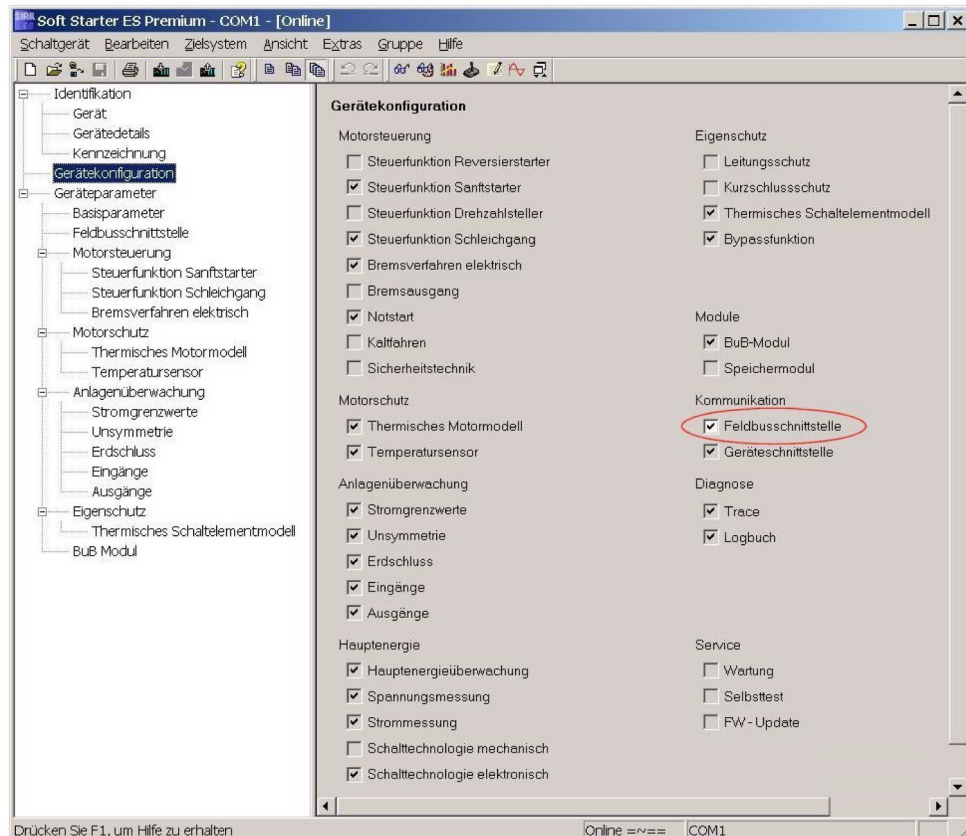 Soft Starter ES Premium - COM1 - [Online]
Schaltgerät Bearbeiten Zielsystem Ansicht Extras Gruppe Hilfe
Identifikation
Gerät
Gerätedetails
Kennzeichnung
Gerätekonfiguration
Geräteparameter
Basisparameter
Feldbusschnittstelle
Motorsteuerung
Steuerfunktion Sanftstarter
Steuerfunktion Schleichgang
Bremsverfahren elektrisch
Motorschutz
Thermisches Motormodell
Temperatursensor
Anlagenüberwachung
Stromgrenzwerte
Unsymmetrie
Erdschluss
Eingänge
Ausgänge
Eigenschutz
Thermisches Schaltelementmodell
BuB Modul
Gerätekonfiguration
Motorsteuerung
Steuerfunktion Reversierstarter
Steuerfunktion Sanftstarter
Steuerfunktion Drehzahlsteller
Steuerfunktion Schleichgang
Bremsverfahren elektrisch
Bremsausgang
Notstart
Kaltfahren
Sicherheitstechnik
Motorschutz
Thermisches Motormodell
Temperatursensor
Anlagenüberwachung
Stromgrenzwerte
Unsymmetrie
Erdschluss
Eingänge
Ausgänge
Hauptenergie
Hauptenergieüberwachung
Spannungsmessung
Strommessung
Schalttechnologie mechanisch
Schalttechnologie elektronisch
Eigenschutz
Leitungsschutz
Kurzschlussschutz
Thermisches Schaltelementmodell
Bypassfunktion
Module
BuB-Modul
Speichermodul
Kommunikation
Feldbusschnittstelle
Geräteschnittstelle
Diagnose
Trace
Logbuch
Service
Wartung
Selbsttest
FW - Update
Drücken Sie F1, um Hilfe zu erhalten
Online =~==
COM1